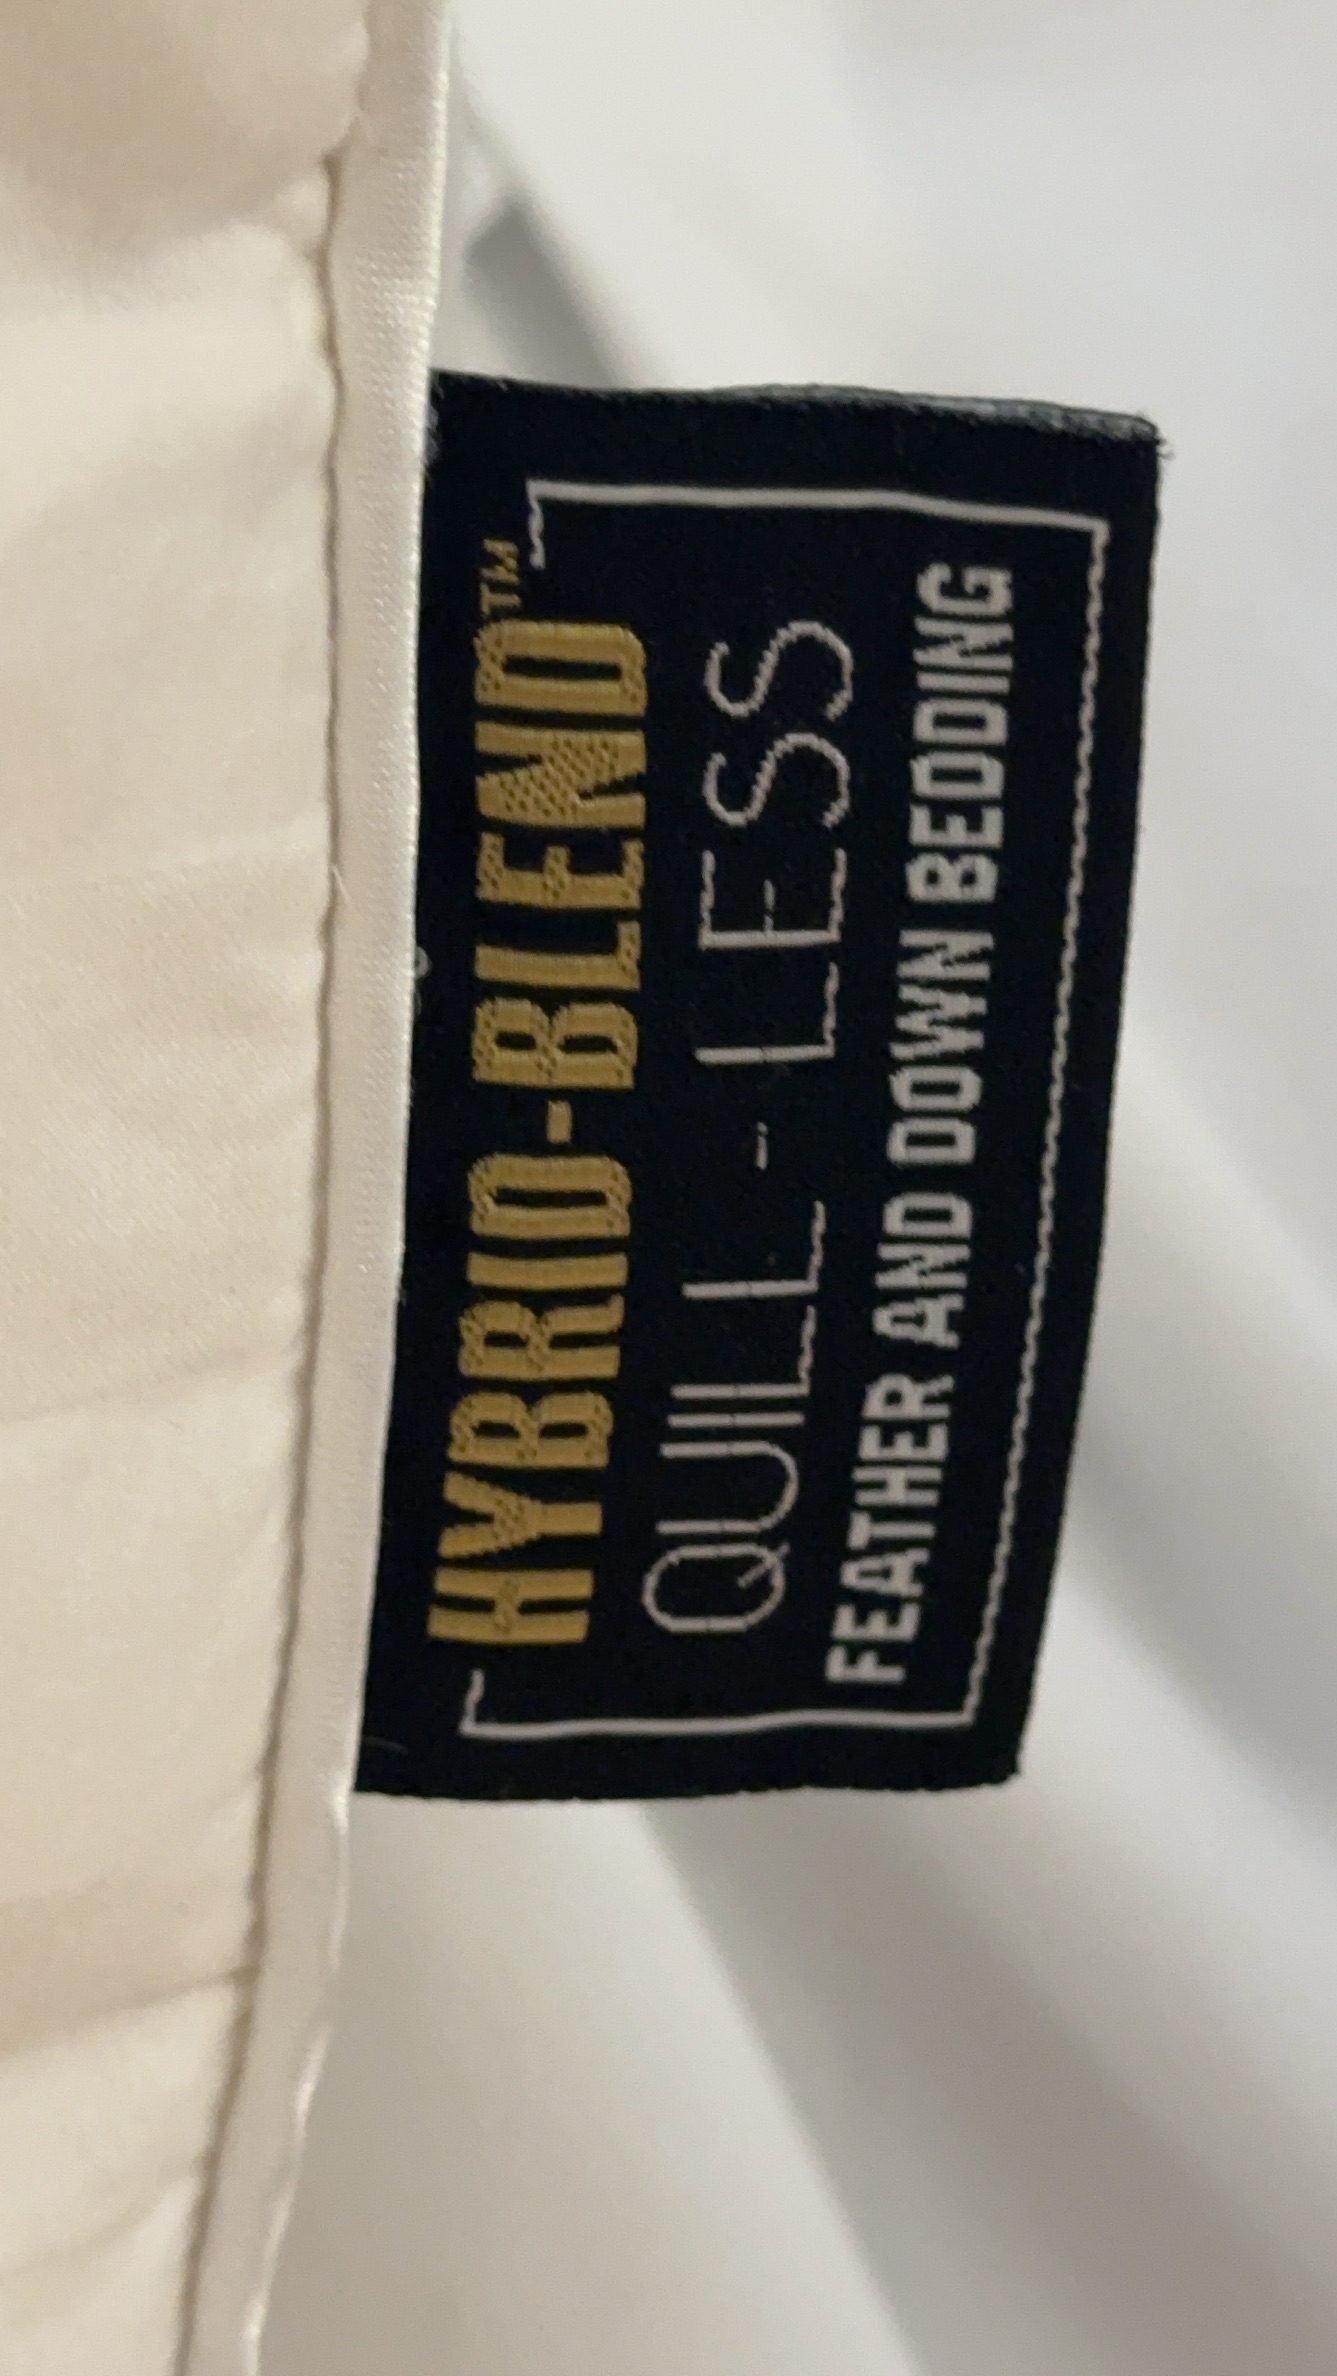 HYBRID-BLEND™
QUILL-LESS
FEATHER AND DOWN BEDDING